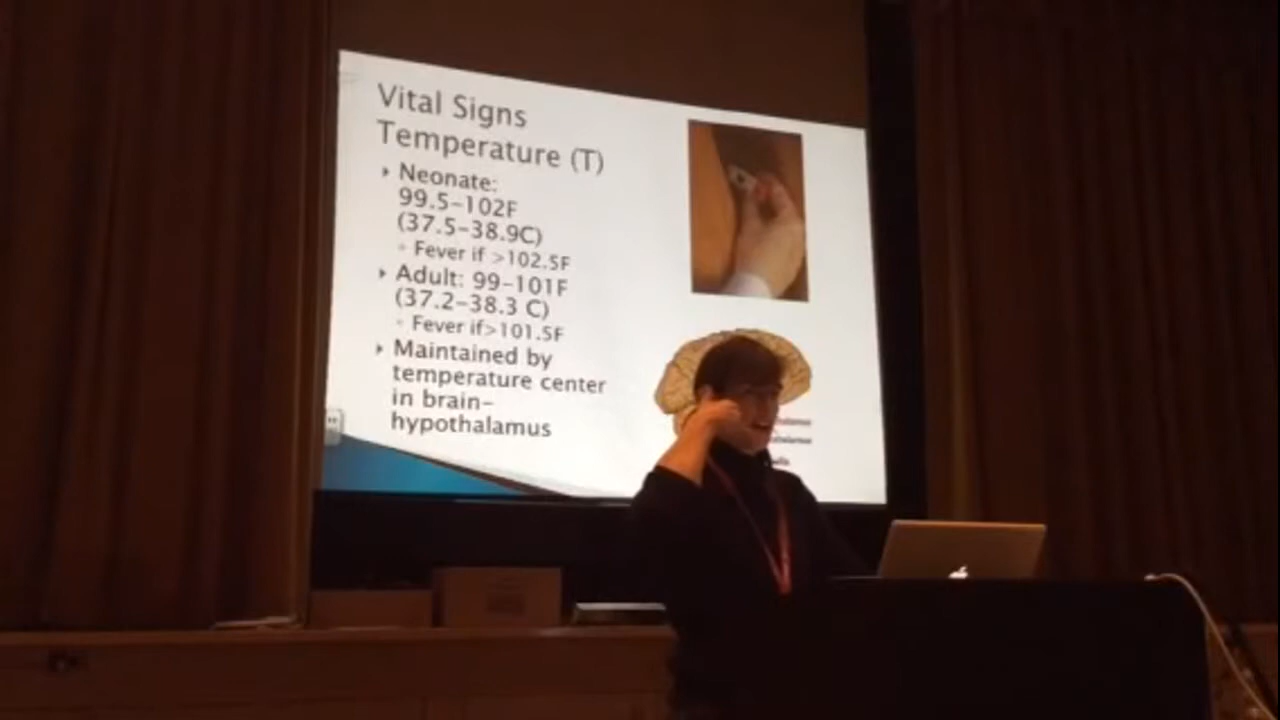 Vital Signs
Temperature (T)
Neonate:
99.5-102F
(37.5-38.9C)
Fever if >102.5F
Adult: 99-101F
(37.2-38.3 C)
Fever if>101.5F
Maintained by
temperature center
in brain-
hypothalamus